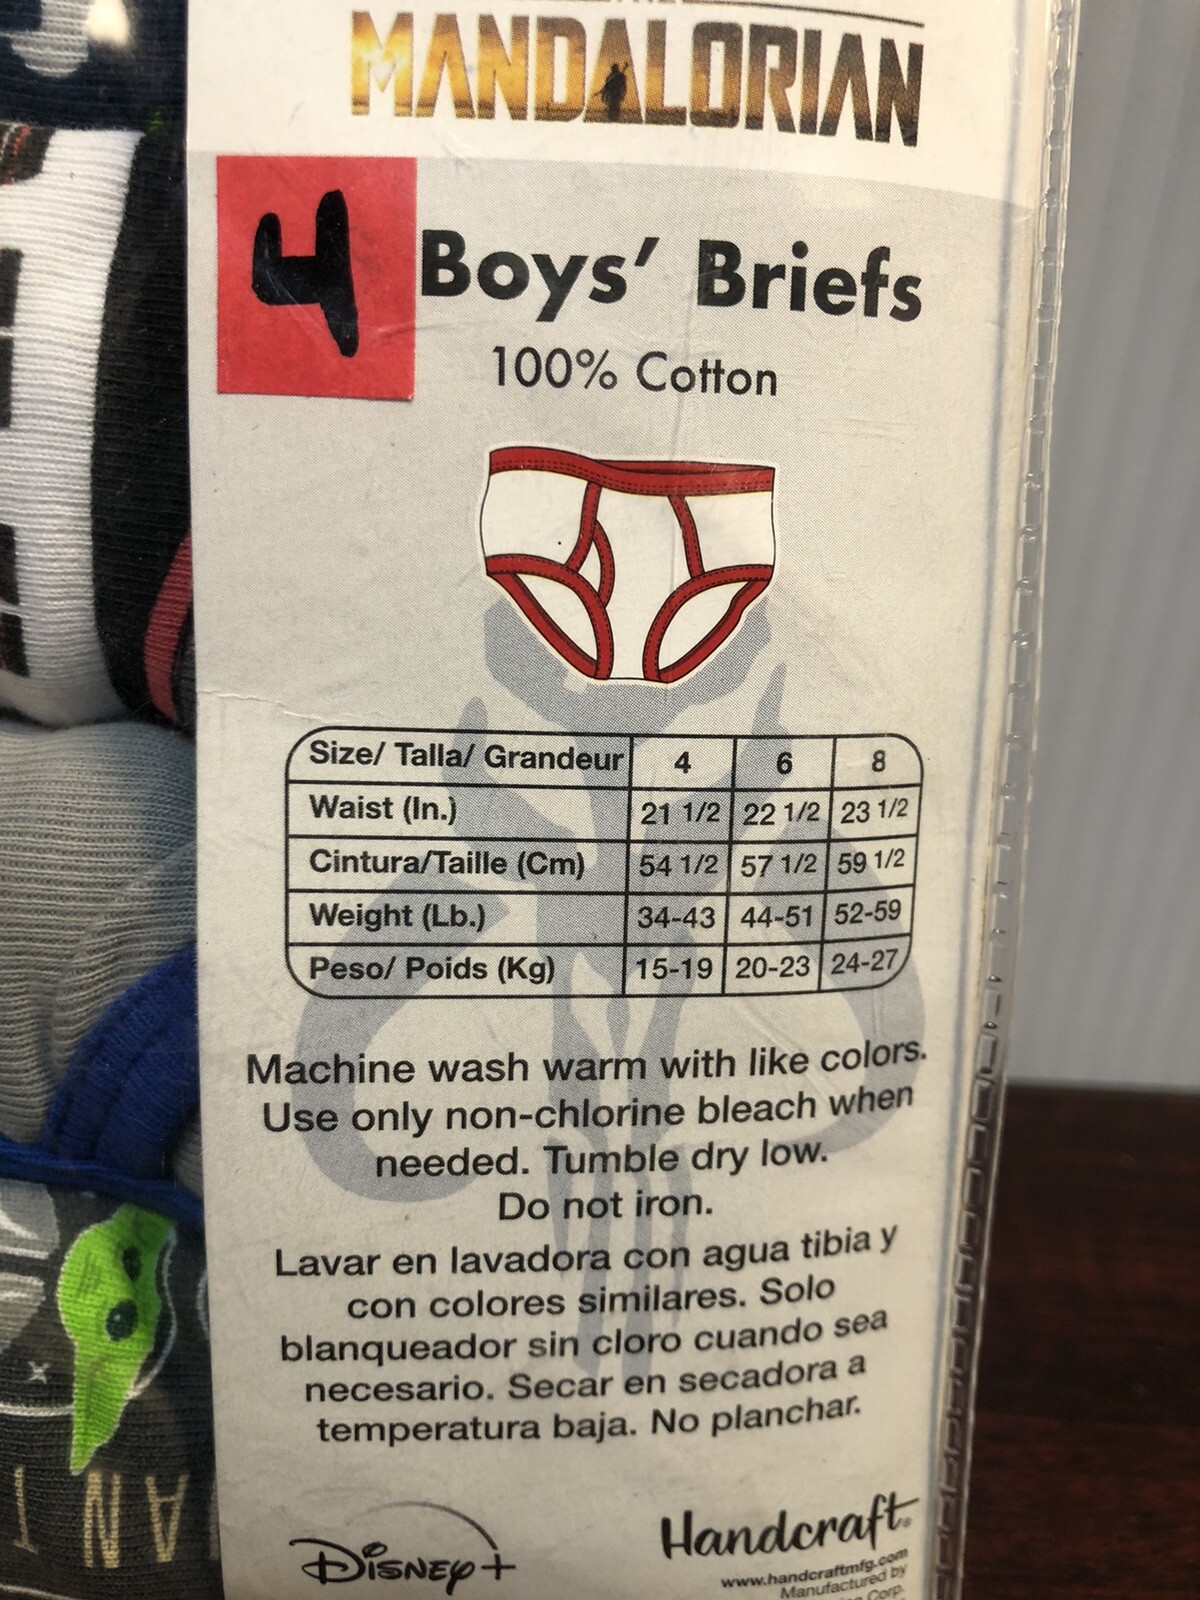 MANDALORIAN
4
Boys’ Briefs
100% Cotton
Size/ Talla/ Grandeur 4 6 8
Waist (In.) 21 1/2 22 1/2 23 1/2
Cintura/Taille (Cm) 54 1/2 57 1/2 59 1/2
Weight (Lb.) 34-43 44-51 52-59
Peso/ Poids (Kg) 15-19 20-23 24-27
Machine wash warm with like colors.
Use only non-chlorine bleach when
needed. Tumble dry low.
Do not iron.
Lavar en lavadora con agua tibia y
con colores similares. Solo
blanqueador sin cloro cuando sea
necesario. Secar en secadora a
temperatura baja. No planchar.
Disney+
Handcraft®
www.handcraftmfg.com
Manufactured by
Corp.